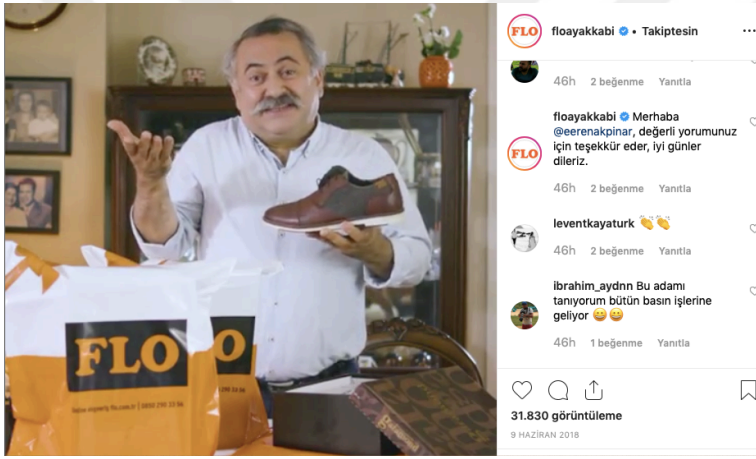 FLO
O
FLO
floayakkabi • Takiptesin
46h 2 beğenme Yanıtla
FLO
floayakkabi Merhaba
@eerenakpinar, değerli yorumunuz
için teşekkür eder, iyi günler
dileriz.
46h 2 beğenme Yanıtla
leventkayaturk 👏👏
46h 2 beğenme Yanıtla
ibrahim_aydnn Bu adamı
tanıyorum bütün basın işlerine
geliyor 😄😄
46h 1 beğenme Yanıtla
31.830 görüntüleme
9 HAZİRAN 2018